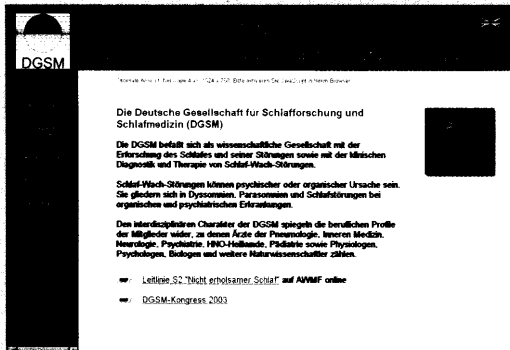 DGSM
Die Deutsche Gesellschaft für Schlafforschung und
Schlafmedizin (DGSM)
Die DGSM befaßt sich als wissenschaftliche Gesellschaft mit der
Erforschung des Schlafes und seiner Störungen sowie mit der klinischen
Diagnostik und Therapie von Schlaf-Wach-Störungen.
Schlaf-Wach-Störungen können psychischer oder organischer Ursache sein.
Sie gliedern sich in Dyssomnien, Parasomnien und Schlafstörungen bei
organischen und psychiatrischen Erkrankungen.
Den interdisziplinären Charakter der DGSM spiegeln die beruflichen Profile
der Mitglieder wider, zu denen Ärzte der Pneumologie, Inneren Medizin,
Neurologie, Psychiatrie, HNO-Heilkunde, Pädiatrie sowie Physiologen,
Psychologen, Biologen und weitere Naturwissenschaftler zählen.
Leitlinie S2 "Nicht erholsamer Schlaf" auf AWMF online
DGSM-Kongress 2003